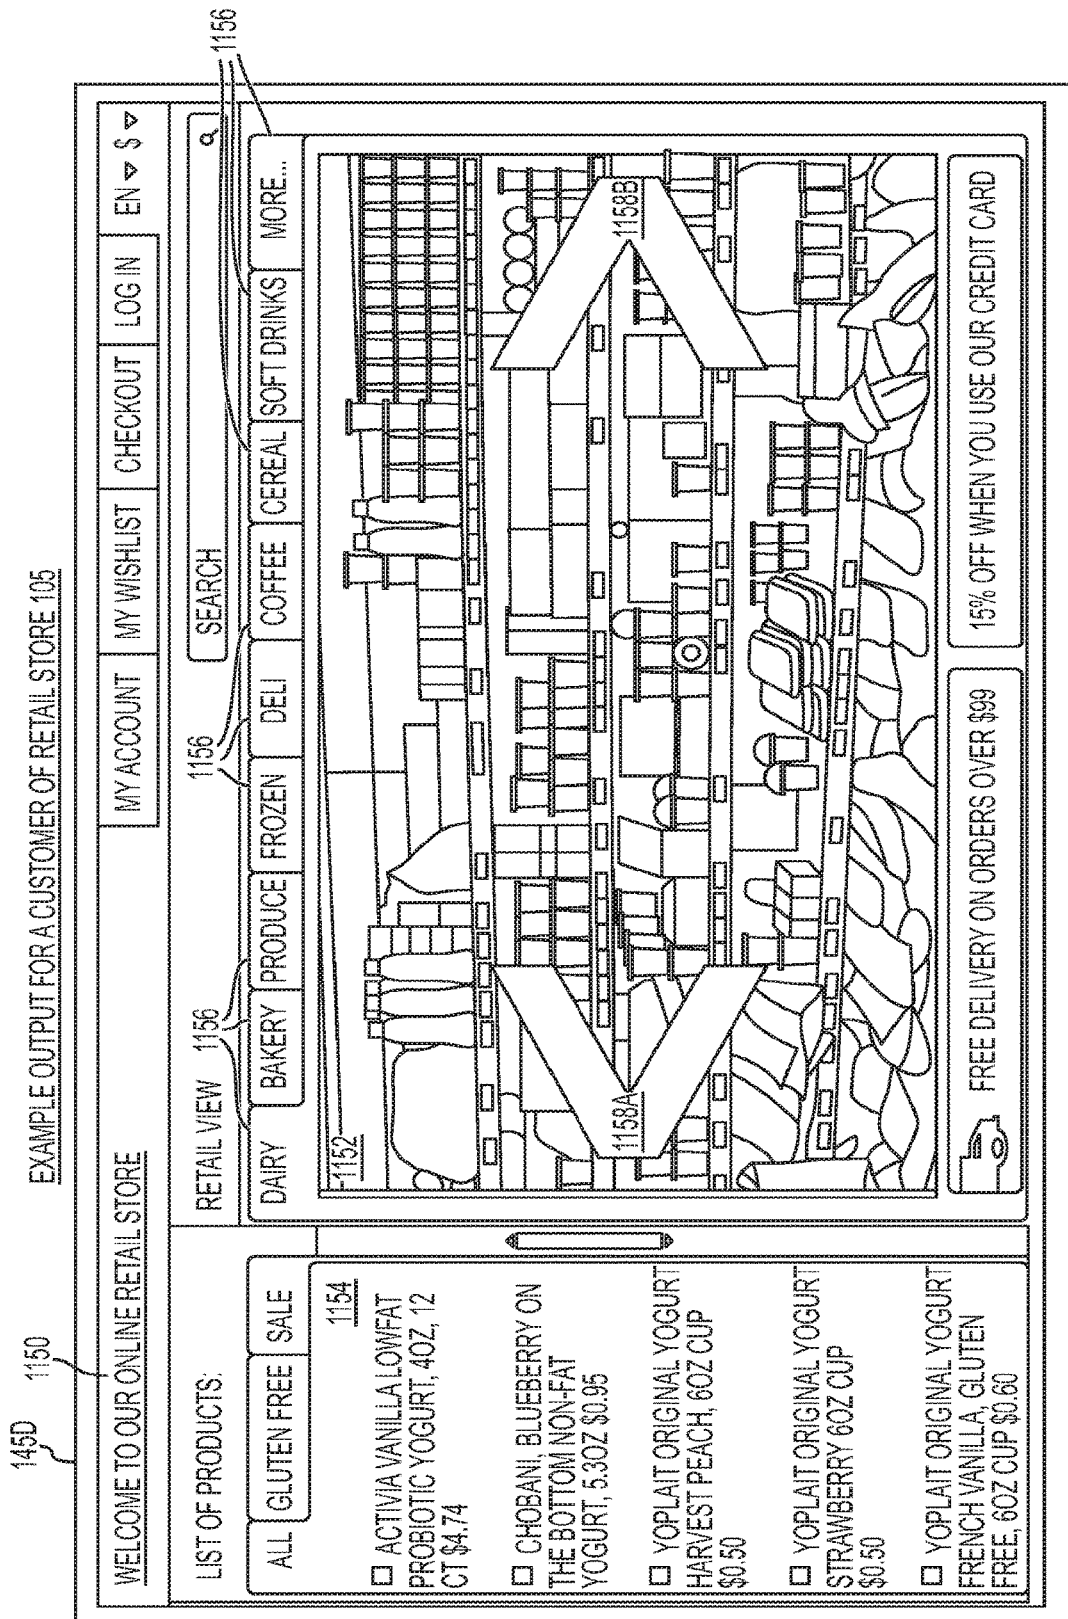 EXAMPLE OUTPUT FOR A CUSTOMER OF RETAIL STORE 105
145D
1150
WELCOME TO OUR ONLINE RETAIL STORE
MY ACCOUNT
MY WISHLIST
CHECKOUT
LOG IN
EN
$
LIST OF PRODUCTS:
ALL
GLUTEN FREE
SALE
1154
ACTIVIA VANILLA LOWFAT
PROBIOTIC YOGURT, 4OZ, 12
CT $4.74
CHOBANI, BLUEBERRY ON
THE BOTTOM NON-FAT
YOGURT, 5.3OZ $0.95
YOPLAIT ORIGINAL YOGURT
HARVEST PEACH, 6OZ CUP
$0.50
YOPLAIT ORIGINAL YOGURT
STRAWBERRY 6OZ CUP
$0.50
YOPLAIT ORIGINAL YOGURT
FRENCH VANILLA, GLUTEN
FREE, 6OZ CUP $0.60
RETAIL VIEW
1156
1156
1156
SEARCH
DAIRY
BAKERY
PRODUCE
FROZEN
DELI
COFFEE
CEREAL
SOFT DRINKS
MORE...
1152
1158A
1158B
FREE DELIVERY ON ORDERS OVER $99
15% OFF WHEN YOU USE OUR CREDIT CARD